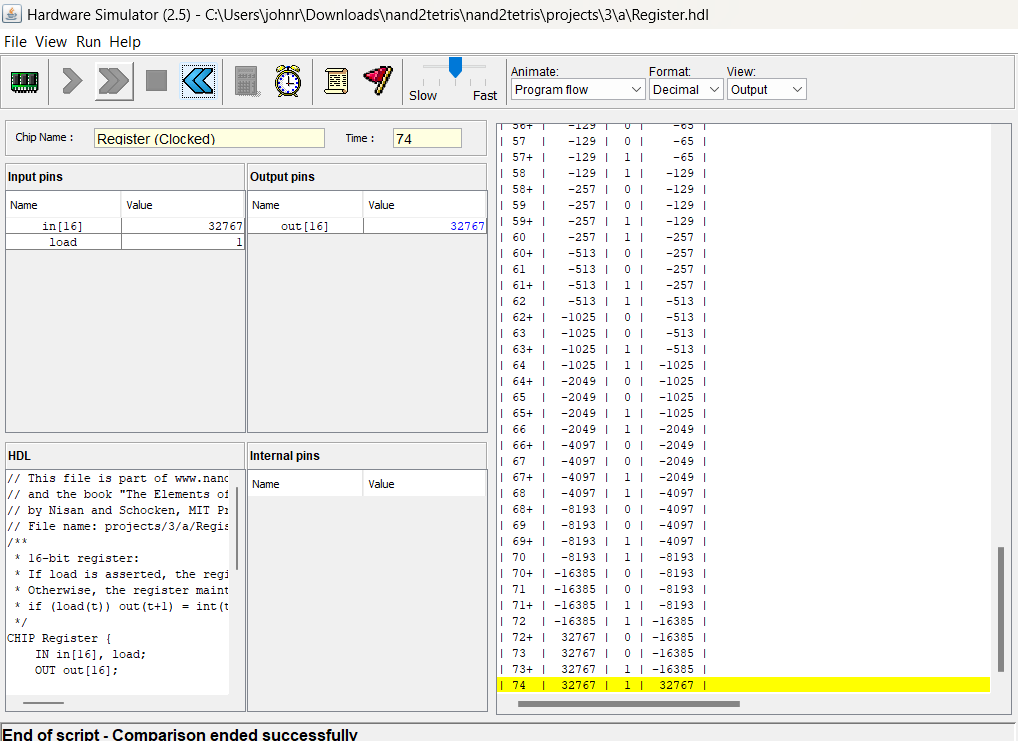 Hardware Simulator (2.5) - C:\Users\johnr\Downloads\nand2tetris\nand2tetris\projects\3\a\Register.hdl
File View Run Help
Slow Fast
Animate: Format: View:
Program flow Decimal Output
Chip Name : Register (Clocked) Time : 74
Input pins
Name Value
in[16] 32767
load 1
Output pins
Name Value
out[16] 32767
HDL
// This file is part of www.nand
// and the book "The Elements of
// by Nisan and Schocken, MIT Pr
// File name: projects/3/a/Regis
/**
* 16-bit register:
* If load is asserted, the regi
* Otherwise, the register maint
* if (load(t)) out(t+1) = int(t
*/
CHIP Register {
IN in[16], load;
OUT out[16];
Internal pins
Name Value
| 56+ | -129 | 0 | -65 |
| 57 | -129 | 0 | -65 |
| 57+ | -129 | 1 | -65 |
| 58 | -129 | 1 | -129 |
| 58+ | -257 | 0 | -129 |
| 59 | -257 | 0 | -129 |
| 59+ | -257 | 1 | -129 |
| 60 | -257 | 1 | -257 |
| 60+ | -513 | 0 | -257 |
| 61 | -513 | 0 | -257 |
| 61+ | -513 | 1 | -257 |
| 62 | -513 | 1 | -513 |
| 62+ | -1025 | 0 | -513 |
| 63 | -1025 | 0 | -513 |
| 63+ | -1025 | 1 | -513 |
| 64 | -1025 | 1 | -1025 |
| 64+ | -2049 | 0 | -1025 |
| 65 | -2049 | 0 | -1025 |
| 65+ | -2049 | 1 | -1025 |
| 66 | -2049 | 1 | -2049 |
| 66+ | -4097 | 0 | -2049 |
| 67 | -4097 | 0 | -2049 |
| 67+ | -4097 | 1 | -2049 |
| 68 | -4097 | 1 | -4097 |
| 68+ | -8193 | 0 | -4097 |
| 69 | -8193 | 0 | -4097 |
| 69+ | -8193 | 1 | -4097 |
| 70 | -8193 | 1 | -8193 |
| 70+ | -16385 | 0 | -8193 |
| 71 | -16385 | 0 | -8193 |
| 71+ | -16385 | 1 | -8193 |
| 72 | -16385 | 1 | -16385 |
| 72+ | 32767 | 0 | -16385 |
| 73 | 32767 | 0 | -16385 |
| 73+ | 32767 | 1 | -16385 |
| 74 | 32767 | 1 | 32767 |
End of script - Comparison ended successfully